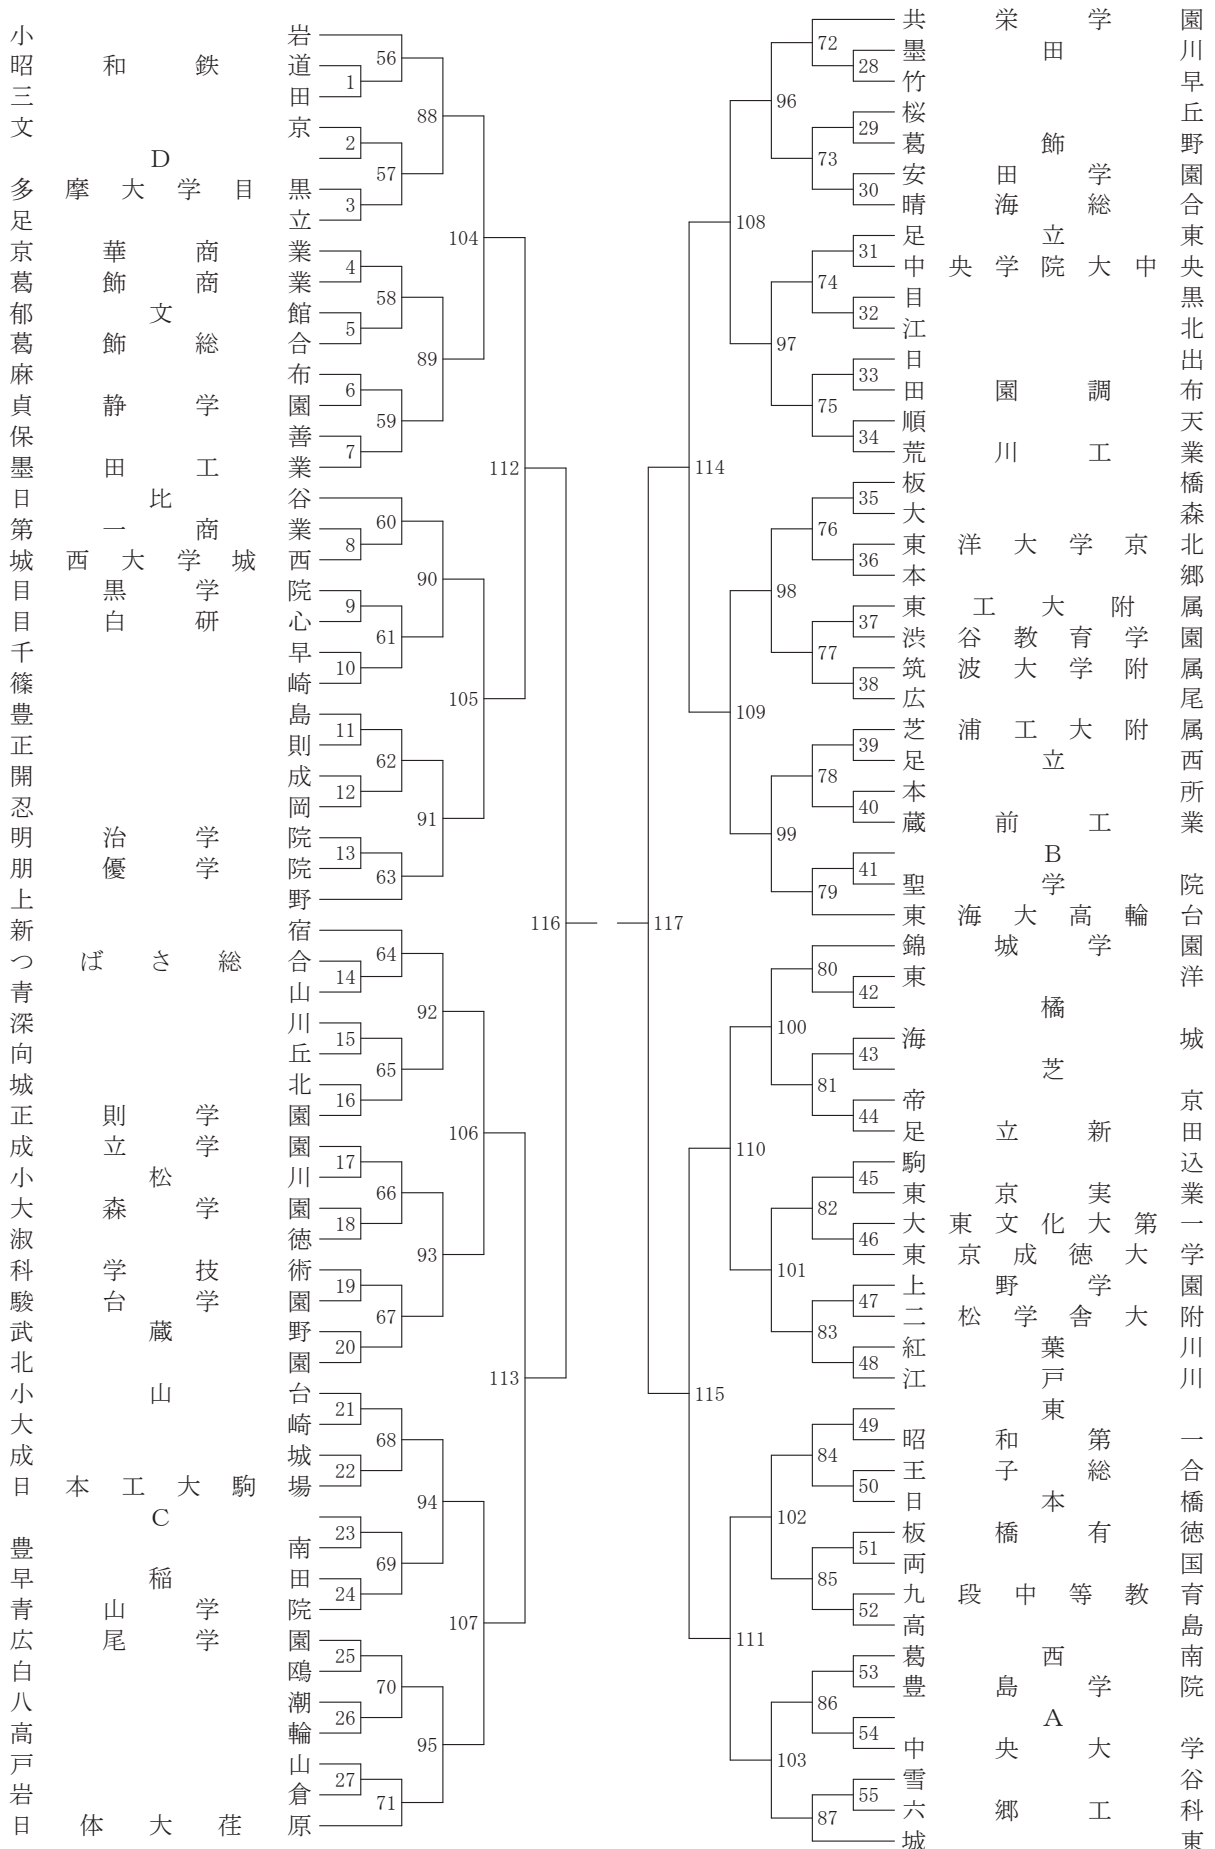 小岩
昭和鉄道
三田
文京
D
多摩大学目黒
足立
京華商業
葛飾商業
郁文館
葛飾総合
麻布
貞静学園
保善
墨田工業
日比谷
第一商業
城西大学城西
目黒学院
目白研心
千早
篠崎
豊島
正則
開成
忍岡
明治学院
朋優学院
上野
新宿
つばさ総合
青山
深川
向丘
城北
正則学園
成立学園
小松川
大森学園
淑徳
科学技術
駿台学園
武蔵野
北園
小山台
大崎
成城
日本工大駒場
C
豊南
早稲田
青山学院
広尾学園
白鴎
八潮
高輪
戸山
岩倉
日体大荏原
1
2
3
4
5
6
7
8
9
10
11
12
13
14
15
16
17
18
19
20
21
22
23
24
25
26
27
56
57
58
59
60
61
62
63
64
65
66
67
68
69
70
71
88
89
90
91
92
93
94
95
104
105
106
107
112
113
116
117
114
115
108
109
110
111
96
97
98
99
100
101
102
103
72
73
74
75
76
77
78
79
80
81
82
83
84
85
86
87
28
29
30
31
32
33
34
35
36
37
38
39
40
41
42
43
44
45
46
47
48
49
50
51
52
53
54
55
共栄学園
墨田川
竹早
桜丘
葛飾野
安田学園
晴海総合
足立東
中央学院大中央
目黒
江北
日出
田園調布
順天
荒川工業
板橋
大森
東洋大学京北
本郷
東工大附属
渋谷教育学園
筑波大学附属
広尾
芝浦工大附属
足立西
本所
蔵前工業
B
聖学院
東海大高輪台
錦城学園
東洋
橘
海城
芝
帝京
足立新田
駒込
東京実業
大東文化大第一
東京成徳大学
上野学園
二松学舎大附
紅葉川
江戸川
東
昭和第一
王子総合
日本橋
板橋有徳
両国
九段中等教育
高島
葛西南
豊島学院
A
中央大学
雪谷
六郷工科
城東